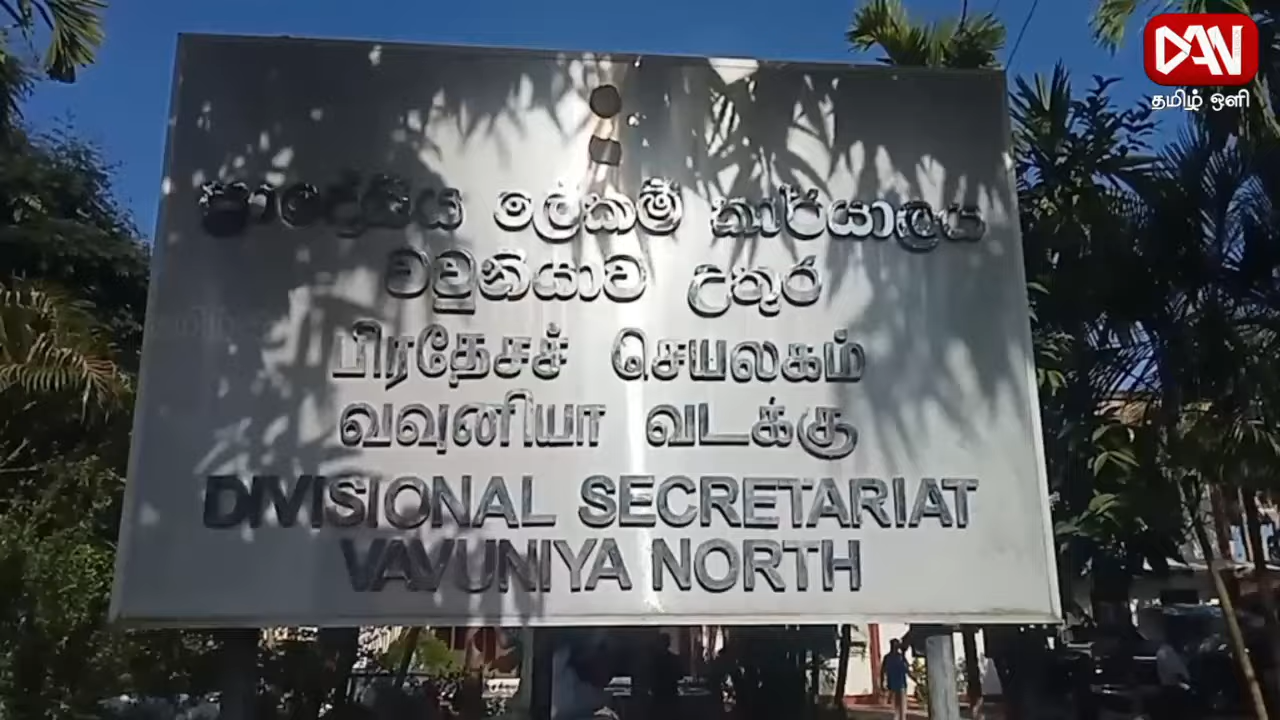 DAN
தமிழ் ஒளி
ප්‍රාදේශීය ලේකම් කාර්යාලය
වවුනියාව උතුර
பிரதேசச் செயலகம்
வவுனியா வடக்கு
DIVISIONAL SECRETARIAT
VAVUNIYA NORTH